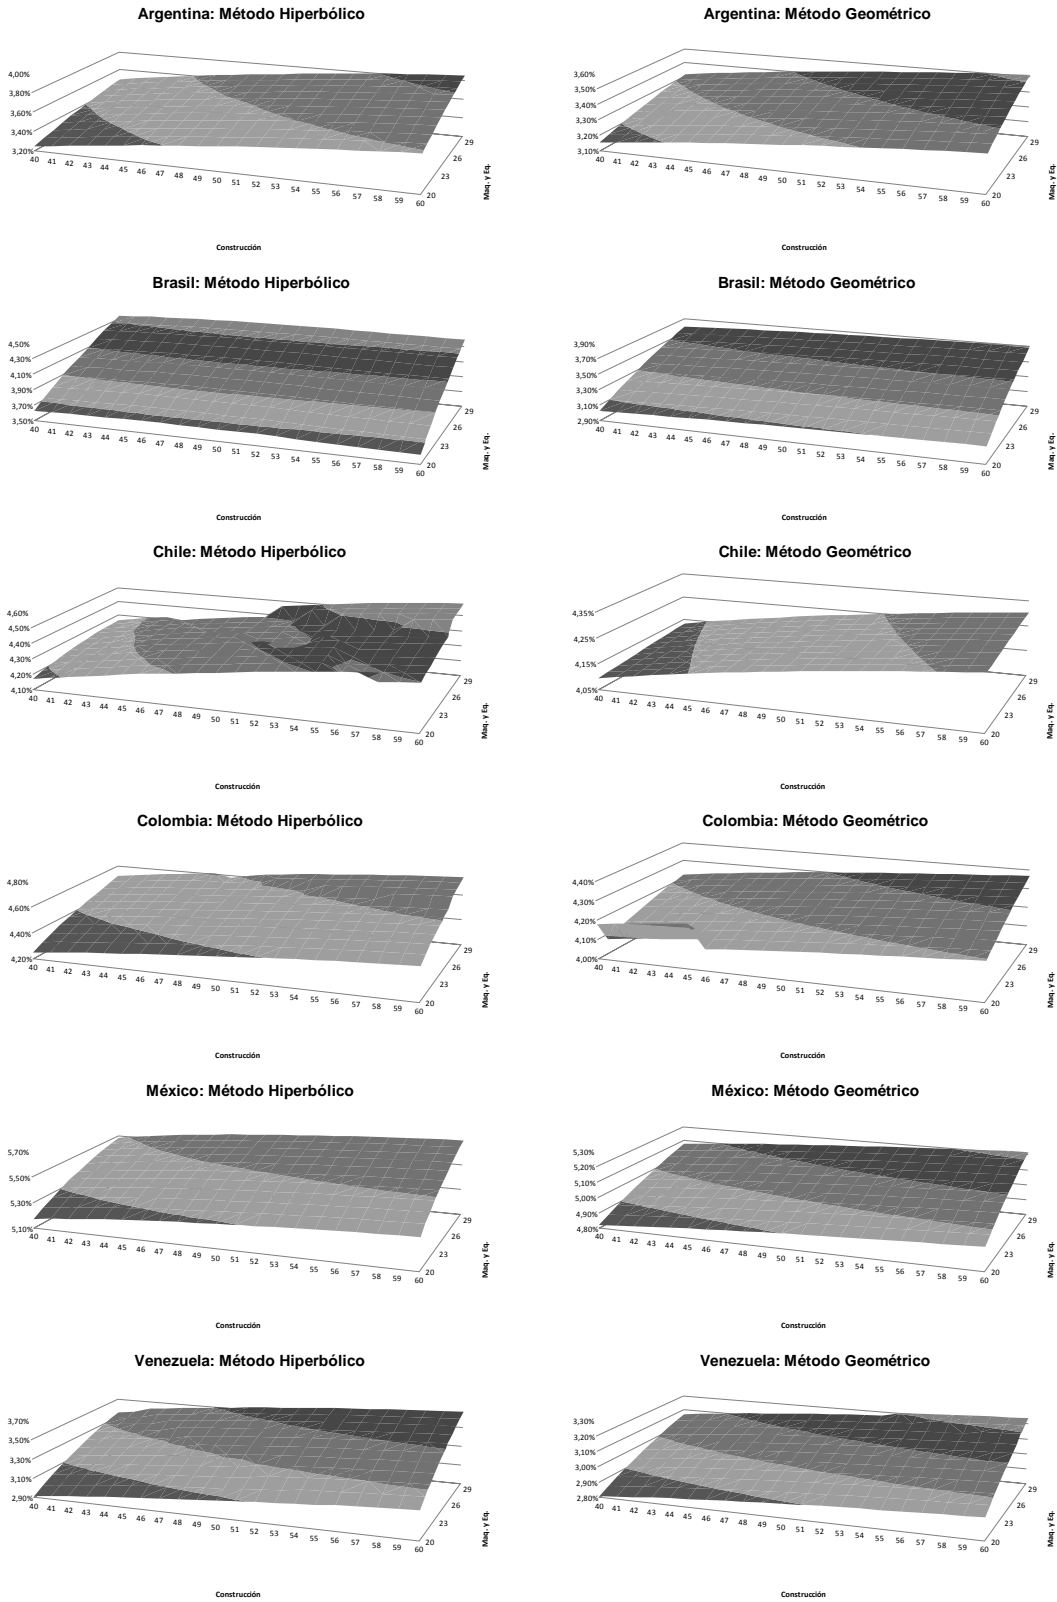 Argentina: Método Hiperbólico
4,00%
3,80%
3,60%
3,40%
3,20%
40 41 42 43 44 45 46 47 48 49 50 51 52 53 54 55 56 57 58 59 60
20 23 26 29
Maq. y Eq.
Construcción
Argentina: Método Geométrico
3,60%
3,50%
3,40%
3,30%
3,20%
3,10%
40 41 42 43 44 45 46 47 48 49 50 51 52 53 54 55 56 57 58 59 60
20 23 26 29
Maq. y Eq.
Construcción
Brasil: Método Hiperbólico
4,50%
4,30%
4,10%
3,90%
3,70%
3,50%
40 41 42 43 44 45 46 47 48 49 50 51 52 53 54 55 56 57 58 59 60
20 23 26 29
Maq. y Eq.
Construcción
Brasil: Método Geométrico
3,90%
3,70%
3,50%
3,30%
3,10%
2,90%
40 41 42 43 44 45 46 47 48 49 50 51 52 53 54 55 56 57 58 59 60
20 23 26 29
Maq. y Eq.
Construcción
Chile: Método Hiperbólico
4,60%
4,50%
4,40%
4,30%
4,20%
4,10%
40 41 42 43 44 45 46 47 48 49 50 51 52 53 54 55 56 57 58 59 60
20 23 26 29
Maq. y Eq.
Construcción
Chile: Método Geométrico
4,35%
4,25%
4,15%
4,05%
40 41 42 43 44 45 46 47 48 49 50 51 52 53 54 55 56 57 58 59 60
20 23 26 29
Maq. y Eq.
Construcción
Colombia: Método Hiperbólico
4,80%
4,60%
4,40%
4,20%
40 41 42 43 44 45 46 47 48 49 50 51 52 53 54 55 56 57 58 59 60
20 23 26 29
Maq. y Eq.
Construcción
Colombia: Método Geométrico
4,40%
4,30%
4,20%
4,10%
4,00%
40 41 42 43 44 45 46 47 48 49 50 51 52 53 54 55 56 57 58 59 60
20 23 26 29
Maq. y Eq.
Construcción
México: Método Hiperbólico
5,70%
5,50%
5,30%
5,10%
40 41 42 43 44 45 46 47 48 49 50 51 52 53 54 55 56 57 58 59 60
20 23 26 29
Maq. y Eq.
Construcción
México: Método Geométrico
5,30%
5,20%
5,10%
5,00%
4,90%
4,80%
40 41 42 43 44 45 46 47 48 49 50 51 52 53 54 55 56 57 58 59 60
20 23 26 29
Maq. y Eq.
Construcción
Venezuela: Método Hiperbólico
3,70%
3,50%
3,30%
3,10%
2,90%
40 41 42 43 44 45 46 47 48 49 50 51 52 53 54 55 56 57 58 59 60
20 23 26 29
Maq. y Eq.
Construcción
Venezuela: Método Geométrico
3,30%
3,20%
3,10%
3,00%
2,90%
2,80%
40 41 42 43 44 45 46 47 48 49 50 51 52 53 54 55 56 57 58 59 60
20 23 26 29
Maq. y Eq.
Construcción